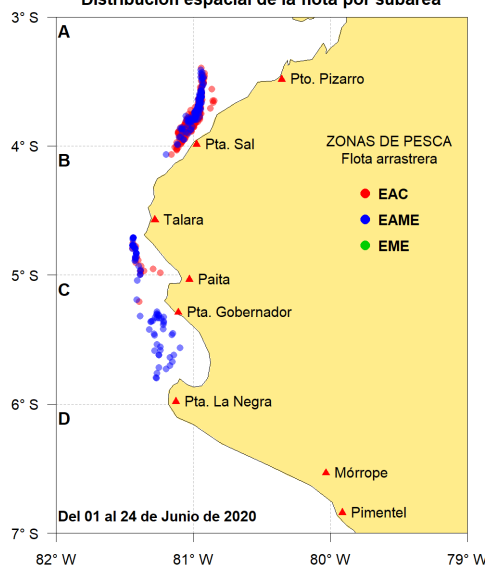 Distribución espacial de la flota por subárea
3° S
A
Pto. Pizarro
ZONAS DE PESCA
Flota arrastrera
Pta. Sal
4° S
B
EAC
EAME
EME
Talara
5° S
Paita
C
Pta. Gobernador
6° S
Pta. La Negra
D
Mórrope
Pimentel
Del 01 al 24 de Junio de 2020
7° S
82° W
81° W
80° W
79° W